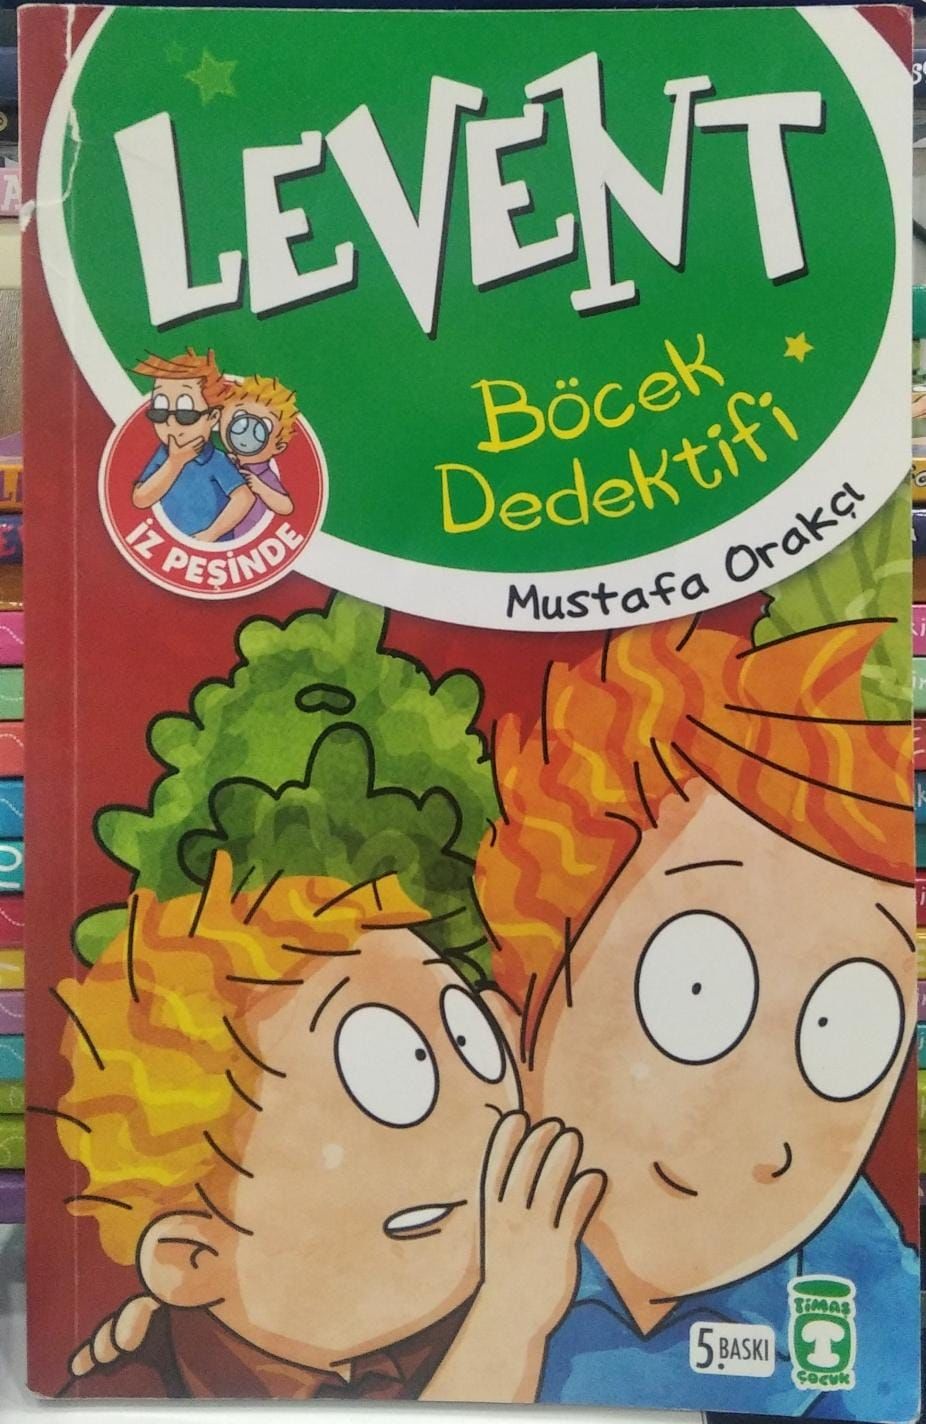 LEVENT
Böcek
Dedektifi
Mustafa Orakçı
İZ PEŞİNDE
5. BASKI
TİMAŞ
ÇOCUK